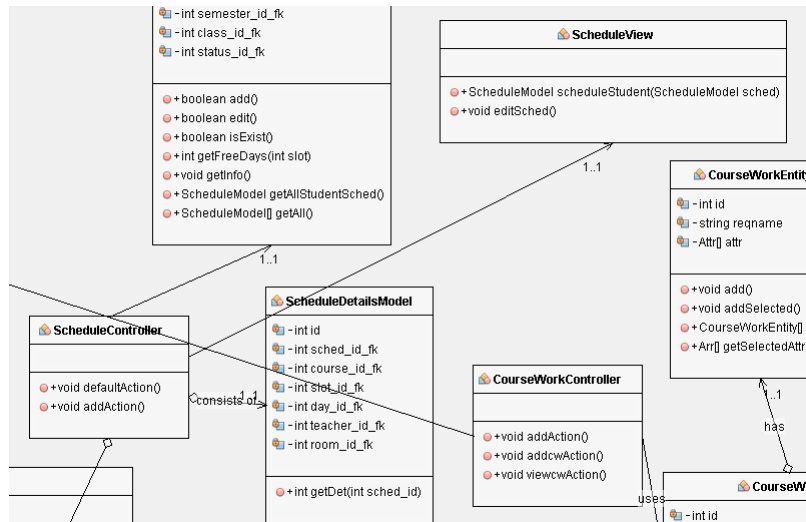 -int semester_id_fk
-int class_id_fk
-int status_id_fk
+boolean add()
+boolean edit()
+boolean isExist()
+int getFreeDays(int slot)
+void getInfo()
+ScheduleModel getAllStudentSched()
+ScheduleModel[] getAll()
1..1
ScheduleView
+ScheduleModel scheduleStudent(ScheduleModel sched)
+void editSched()
1..1
CourseWorkEntity
-int id
-string reqname
-Attr[] attr
+void add()
+void addSelected()
+CourseWorkEntity[]
+Arr[] getSelectedAttr
1..1
has
ScheduleController
+void defaultAction()
+void addAction()
consists of
1..1
ScheduleDetailsModel
-int id
-int sched_id_fk
-int course_id_fk
-int slot_id_fk
-int day_id_fk
-int teacher_id_fk
-int room_id_fk
+int getDet(int sched_id)
CourseWorkController
+void addAction()
+void addcwAction()
+void viewcwAction()
uses
CourseW
-int id